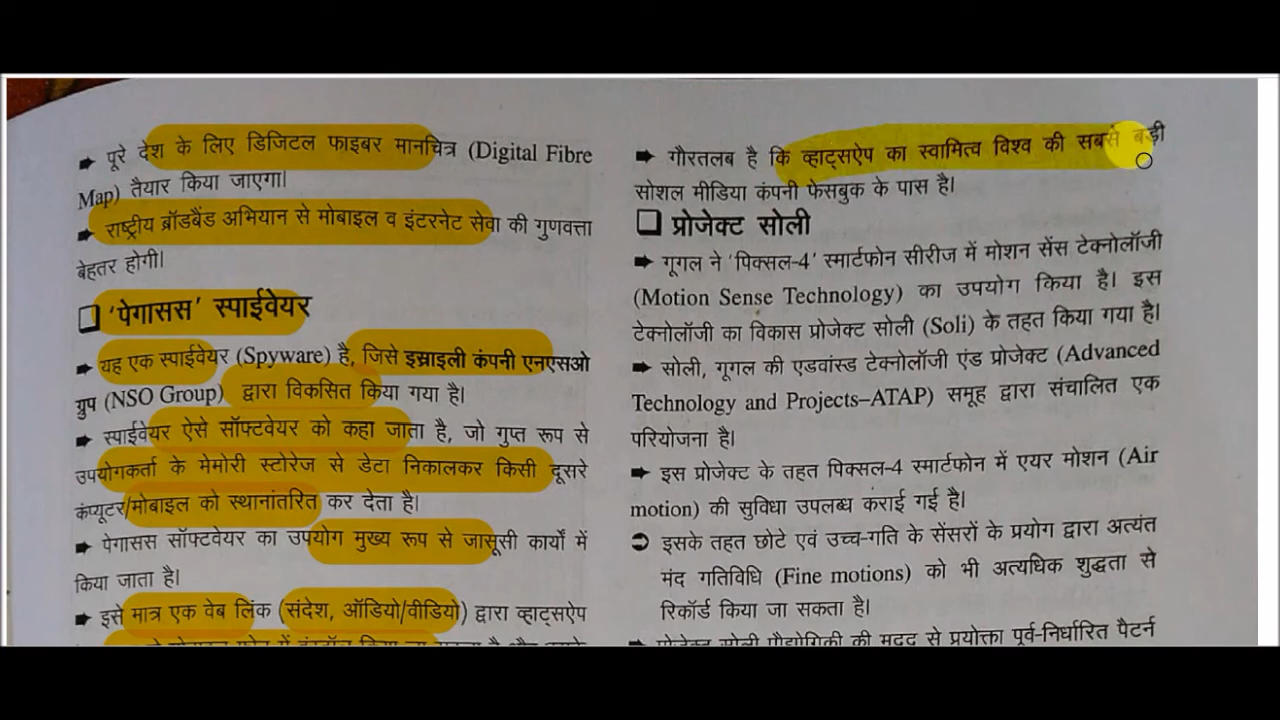 ➨ पूरे देश के लिए डिजिटल फाइबर मानचित्र (Digital Fibre
Map) तैयार किया जाएगा।
➨ राष्ट्रीय ब्रॉडबैंड अभियान से मोबाइल व इंटरनेट सेवा की गुणवत्ता
बेहतर होगी।
❑ 'पेगासस' स्पाईवेयर
➨ यह एक स्पाईवेयर (Spyware) है, जिसे इस्राइली कंपनी एनएसओ
ग्रुप (NSO Group) द्वारा विकसित किया गया है।
➨ स्पाईवेयर ऐसे सॉफ्टवेयर को कहा जाता है, जो गुप्त रूप से
उपयोगकर्ता के मेमोरी स्टोरेज से डेटा निकालकर किसी दूसरे
कंप्यूटर/मोबाइल को स्थानांतरित कर देता है।
➨ पेगासस सॉफ्टवेयर का उपयोग मुख्य रूप से जासूसी कार्यों में
किया जाता है।
➨ इसे मात्र एक वेब लिंक (संदेश, ऑडियो/वीडियो) द्वारा व्हाट्सऐप
➨ गौरतलब है कि व्हाट्सऐप का स्वामित्व विश्व की सबसे बड़ी
सोशल मीडिया कंपनी फेसबुक के पास है।
❑ प्रोजेक्ट सोली
➨ गूगल ने 'पिक्सल-4' स्मार्टफोन सीरीज में मोशन सेंस टेक्नोलॉजी
(Motion Sense Technology) का उपयोग किया है। इस
टेक्नोलॉजी का विकास प्रोजेक्ट सोली (Soli) के तहत किया गया है।
➨ सोली, गूगल की एडवांस्ड टेक्नोलॉजी एंड प्रोजेक्ट (Advanced
Technology and Projects–ATAP) समूह द्वारा संचालित एक
परियोजना है।
➨ इस प्रोजेक्ट के तहत पिक्सल-4 स्मार्टफोन में एयर मोशन (Air
motion) की सुविधा उपलब्ध कराई गई है।
➲ इसके तहत छोटे एवं उच्च-गति के सेंसरों के प्रयोग द्वारा अत्यंत
मंद गतिविधि (Fine motions) को भी अत्यधिक शुद्धता से
रिकॉर्ड किया जा सकता है।
➨ प्रोजेक्ट सोली प्रौद्योगिकी की मदद से प्रयोक्ता पूर्व-निर्धारित पैटर्न